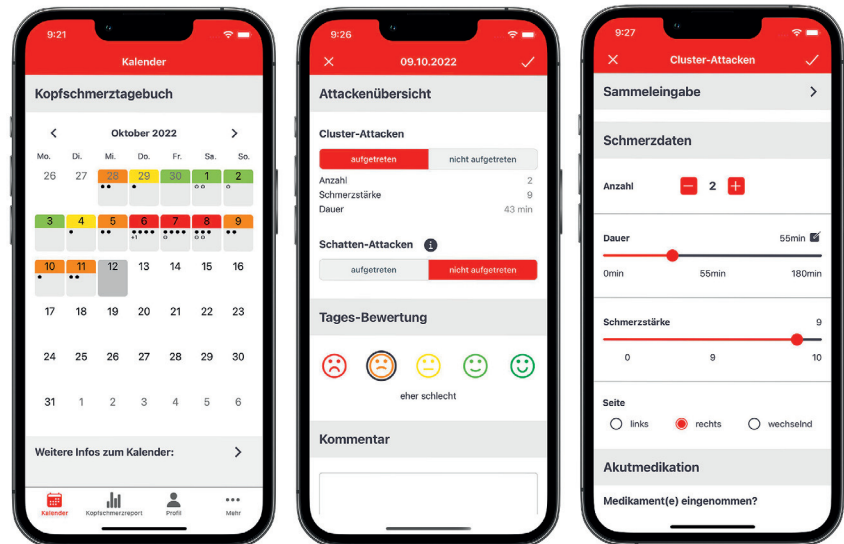 9:21
Kalender
Kopfschmerztagebuch
Oktober 2022
Mo. Di. Mi. Do. Fr. Sa. So.
26 27 28 29 30 1 2
3 4 5 6 7 8 9
+1
10 11 12 13 14 15 16
17 18 19 20 21 22 23
24 25 26 27 28 29 30
31 1 2 3 4 5 6
Weitere Infos zum Kalender:
Kalender Kopfschmerzreport Profil Mehr
9:26
09.10.2022
Attackenübersicht
Cluster-Attacken
aufgetreten nicht aufgetreten
Anzahl 2
Schmerzstärke 9
Dauer 43 min
Schatten-Attacken i
aufgetreten nicht aufgetreten
Tages-Bewertung
eher schlecht
Kommentar
9:27
Cluster-Attacken
Sammeleingabe
Schmerzdaten
Anzahl 2
Dauer 55min
0min 55min 180min
Schmerzstärke 9
0 9 10
Seite
links rechts wechselnd
Akutmedikation
Medikament(e) eingenommen?